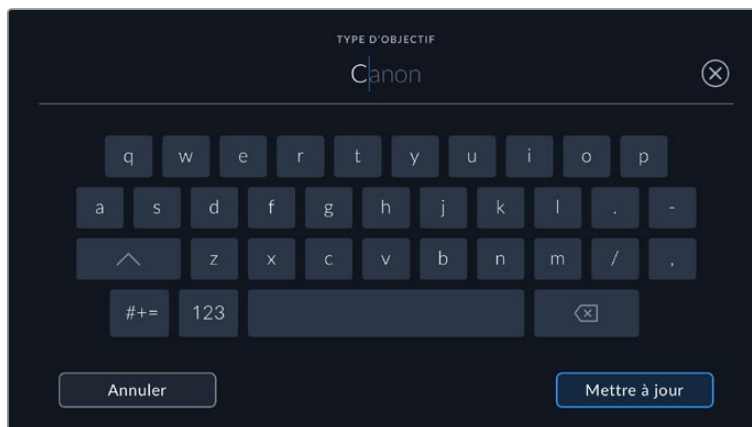 TYPE D'OBJECTIF
Canon
q w e r t y u i o p
a s d f g h j k l . -
z x c v b n m / ,
#+= 123
Annuler Mettre à jour